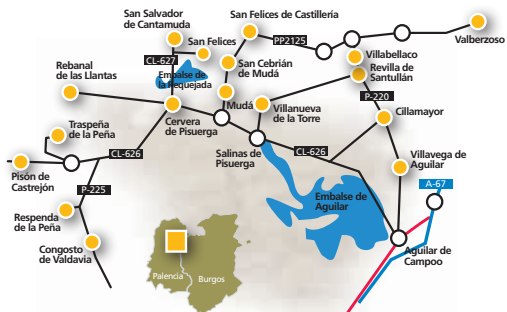 San Salvador
de Cantamuda
San Felices de Castillería
Valberzoso
San Felices
PP2125
CL-627
Villabellaco
Rebanal
de las Llantas
San Cebrián
de Mudá
Revilla de
Santullán
Embalse de
la Requejada
P-220
Mudá
Villanueva
de la Torre
Cillamayor
Cervera
de Pisuerga
Traspeña
de la Peña
CL-626
Salinas de
Pisuerga
CL-626
Villavega de
Aguilar
Pisón de
Castrejón
P-225
A-67
Embalse de
Aguilar
Respenda
de la Peña
Congosto
de Valdavia
Aguilar de
Campoo
Palencia
Burgos